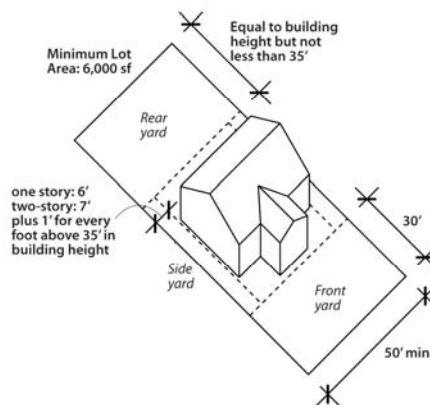 Minimum Lot
Area: 6,000 sf
Equal to building
height but not
less than 35’
Rear
yard
one story: 6’
two-story: 7’
plus 1’ for every
foot above 35’ in
building height
Side
yard
Front
yard
30’
50’ min